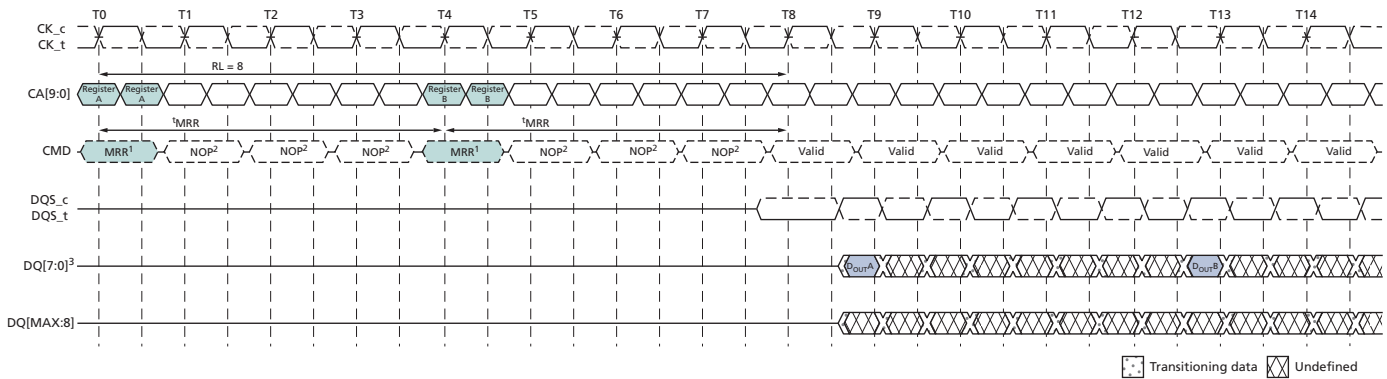 T0 T1 T2 T3 T4 T5 T6 T7 T8 T9 T10 T11 T12 T13 T14
CK_c
CK_t
RL = 8
CA[9:0] Register A Register A Register B Register B
tMRR tMRR
CMD MRR1 NOP2 NOP2 NOP2 MRR1 NOP2 NOP2 NOP2 Valid Valid Valid Valid Valid Valid Valid
DQS_c
DQS_t
DQ[7:0]3 DOUTA DOUTB
DQ[MAX:8]
Transitioning data Undefined